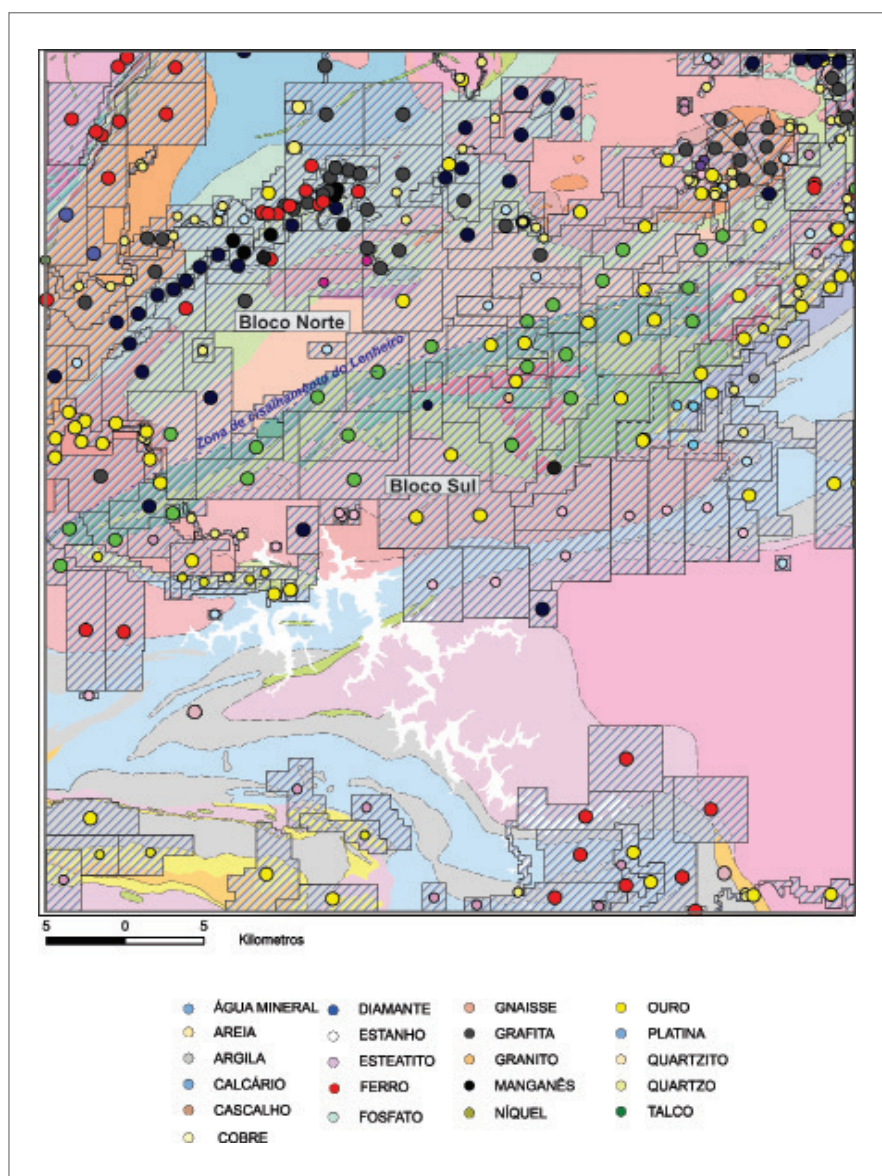 Bloco Norte
Zona de cisalhamento do Lenheiro
Bloco Sul
5 0 5 Kilometros
ÁGUA MINERAL DIAMANTE GNAISSE OURO
AREIA ESTANHO GRAFITA PLATINA
ARGILA ESTEATITO GRANITO QUARTZITO
CALCÁRIO FERRO MANGANÊS QUARTZO
CASCALHO FOSFATO NÍQUEL TALCO
COBRE